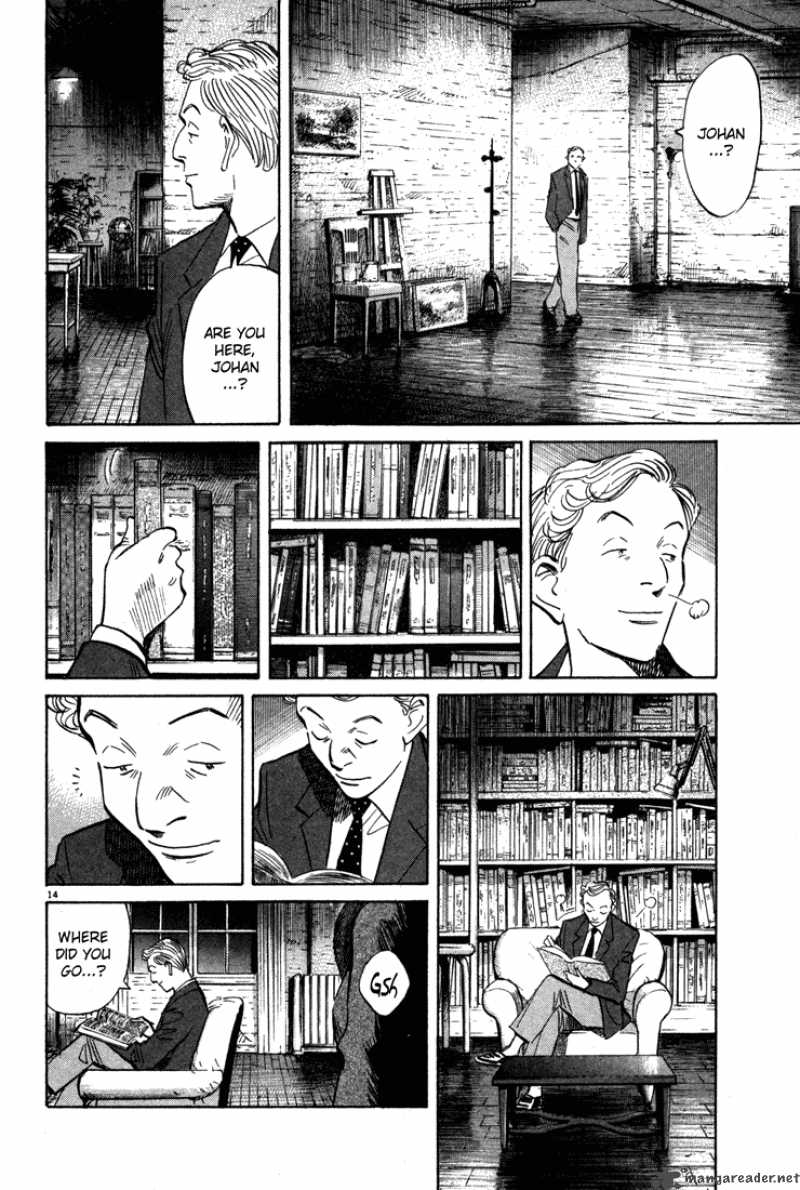 JOHAN
...?
ARE YOU
HERE,
JOHAN
...?
14
GSH
WHERE
DID YOU
GO...?
mangareader.net